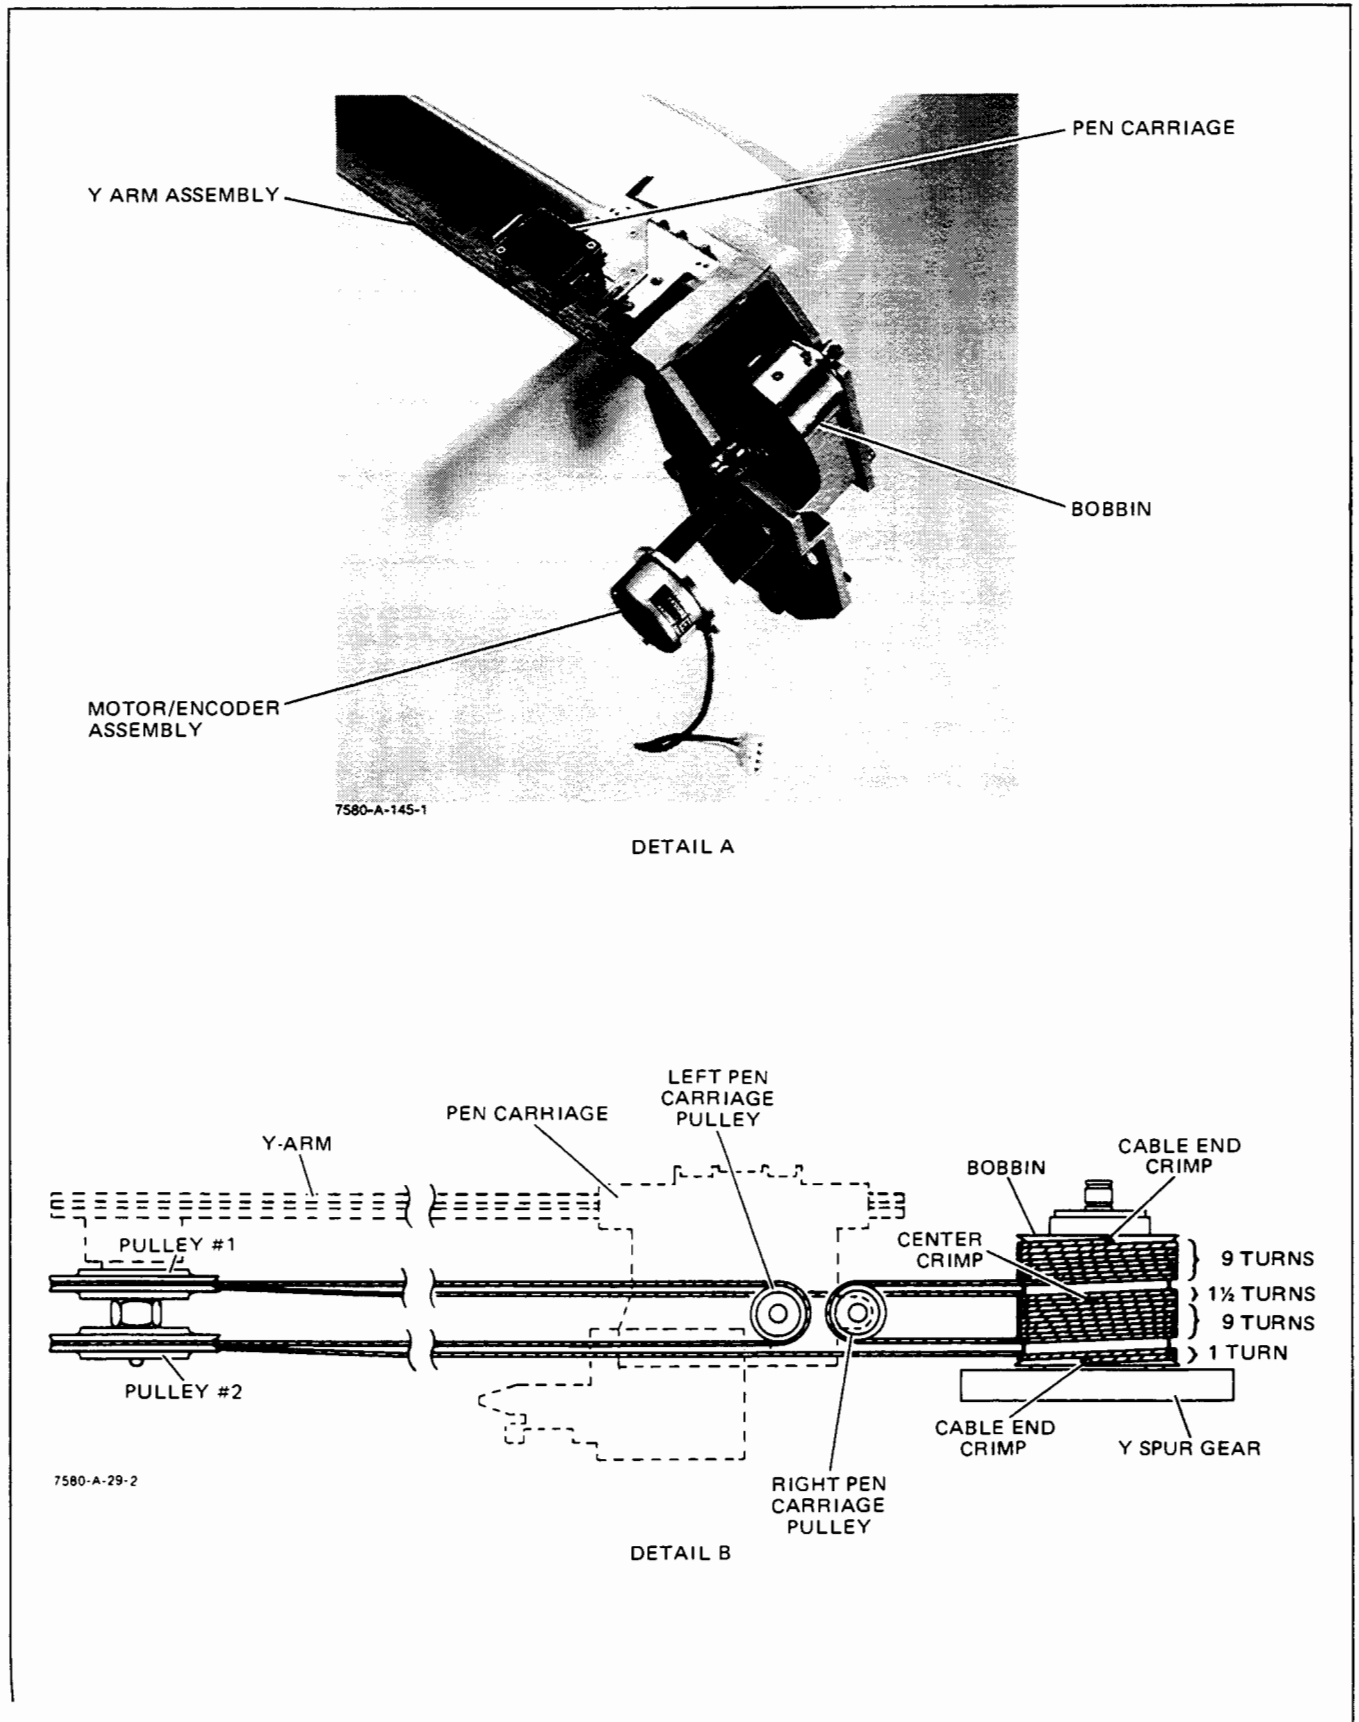 PEN CARRIAGE
Y ARM ASSEMBLY
BOBBIN
MOTOR/ENCODER
ASSEMBLY
7580-A-145-1
DETAIL A
LEFT PEN
CARRIAGE
PULLEY
PEN CARHIAGE
Y-ARM
CABLE END
CRIMP
BOBBIN
CENTER
CRIMP
PULLEY #1
9 TURNS
1½ TURNS
9 TURNS
1 TURN
PULLEY #2
CABLE END
CRIMP
Y SPUR GEAR
7580-A-29-2
RIGHT PEN
CARRIAGE
PULLEY
DETAIL B